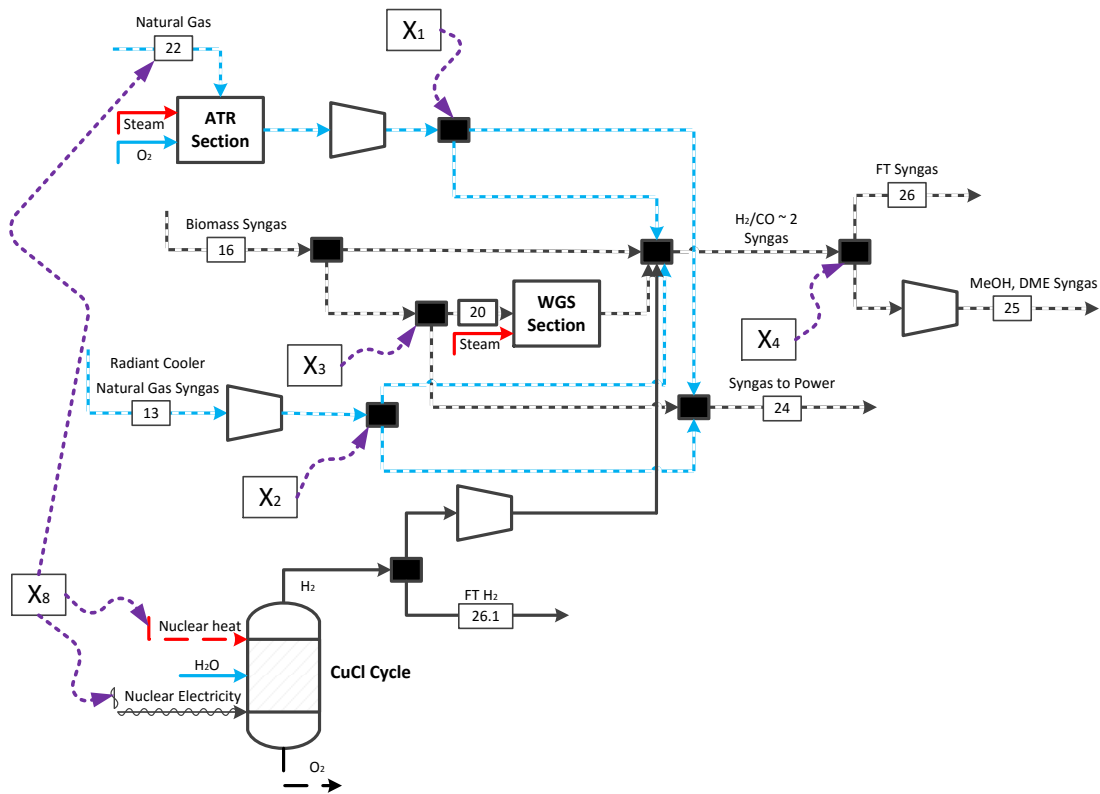 Natural Gas
22
X1
ATR
Section
Steam
O2
FT Syngas
26
Biomass Syngas
16
H2/CO ~ 2
Syngas
MeOH, DME Syngas
25
20
WGS
Section
Steam
X3
X4
Radiant Cooler
Natural Gas Syngas
13
Syngas to Power
24
X2
X8
H2
FT H2
26.1
Nuclear heat
H2O
CuCl Cycle
Nuclear Electricity
O2